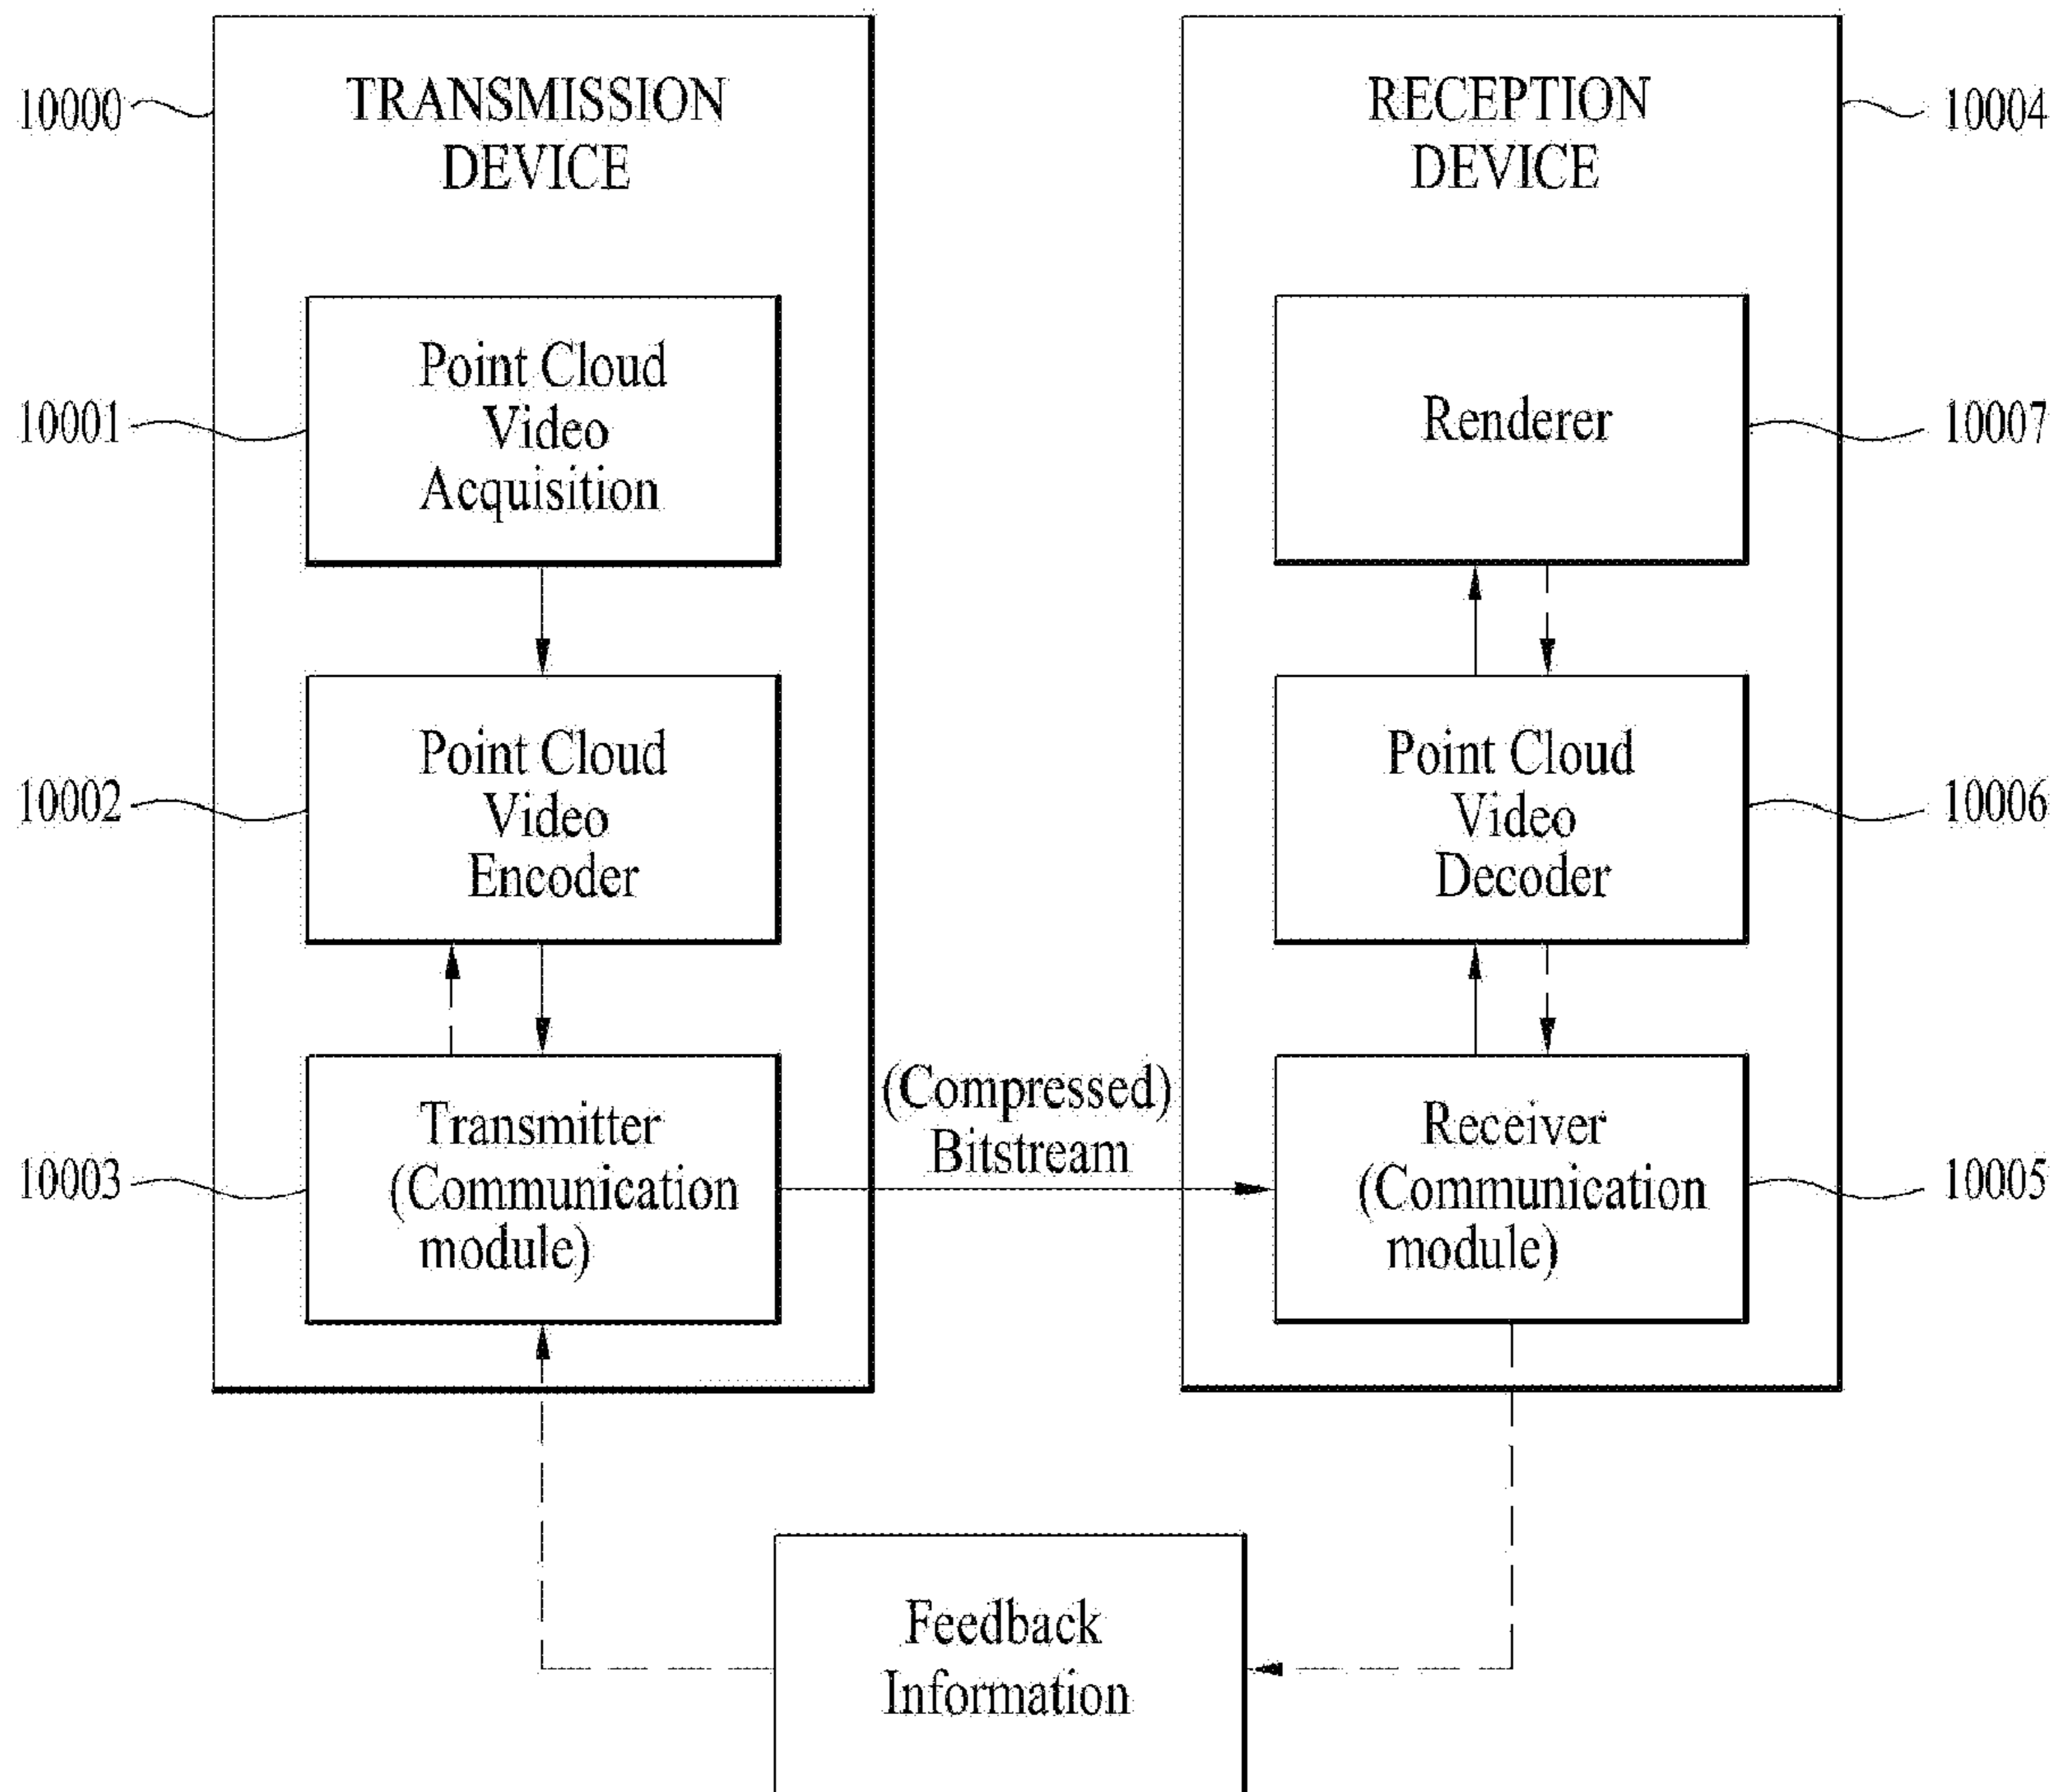 10000
TRANSMISSION
DEVICE
10001
Point Cloud
Video
Acquisition
10002
Point Cloud
Video
Encoder
10003
Transmitter
(Communication
module)
(Compressed)
Bitstream
RECEPTION
DEVICE
10004
Renderer
10007
Point Cloud
Video
Decoder
10006
Receiver
(Communication
module)
10005
Feedback
Information